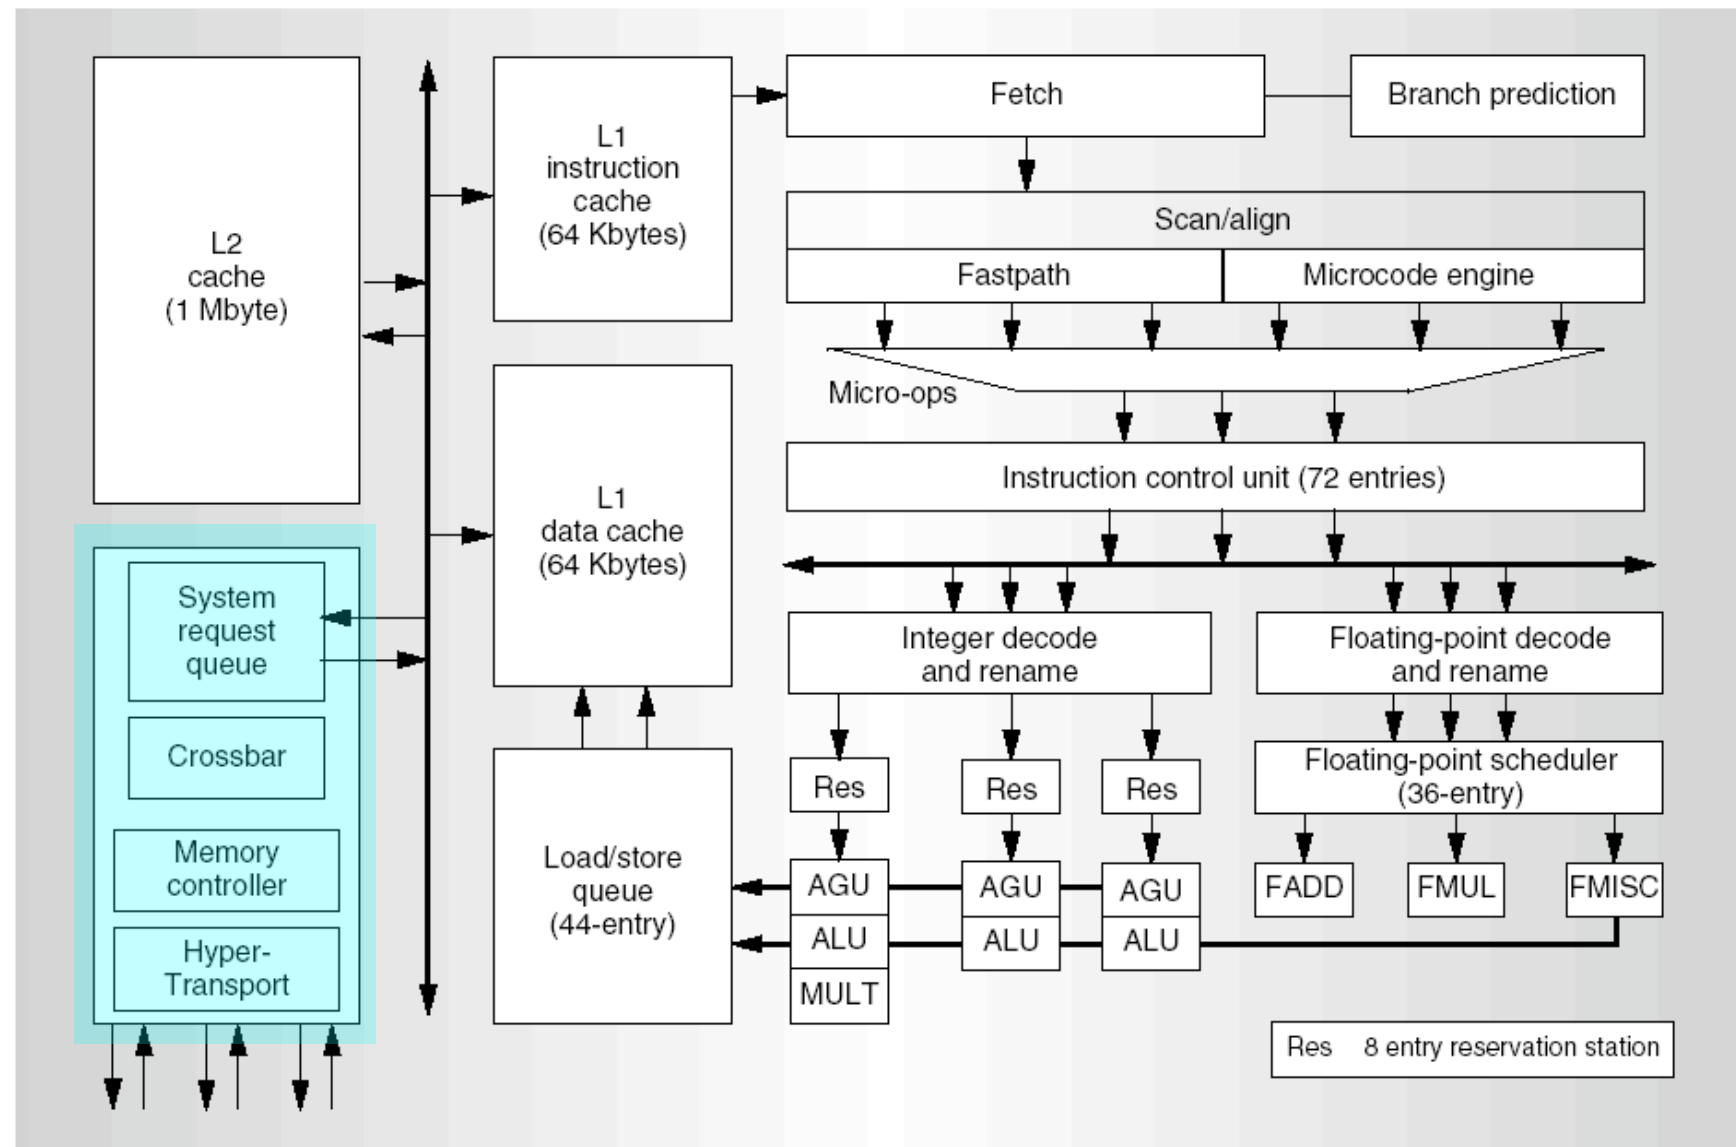 L2
cache
(1 Mbyte)
System
request
queue
Crossbar
Memory
controller
Hyper-
Transport
L1
instruction
cache
(64 Kbytes)
L1
data cache
(64 Kbytes)
Load/store
queue
(44-entry)
Fetch
Branch prediction
Scan/align
Fastpath
Microcode engine
Micro-ops
Instruction control unit (72 entries)
Integer decode
and rename
Floating-point decode
and rename
Res
Res
Res
Floating-point scheduler
(36-entry)
AGU
AGU
AGU
FADD
FMUL
FMISC
ALU
ALU
ALU
MULT
Res 8 entry reservation station